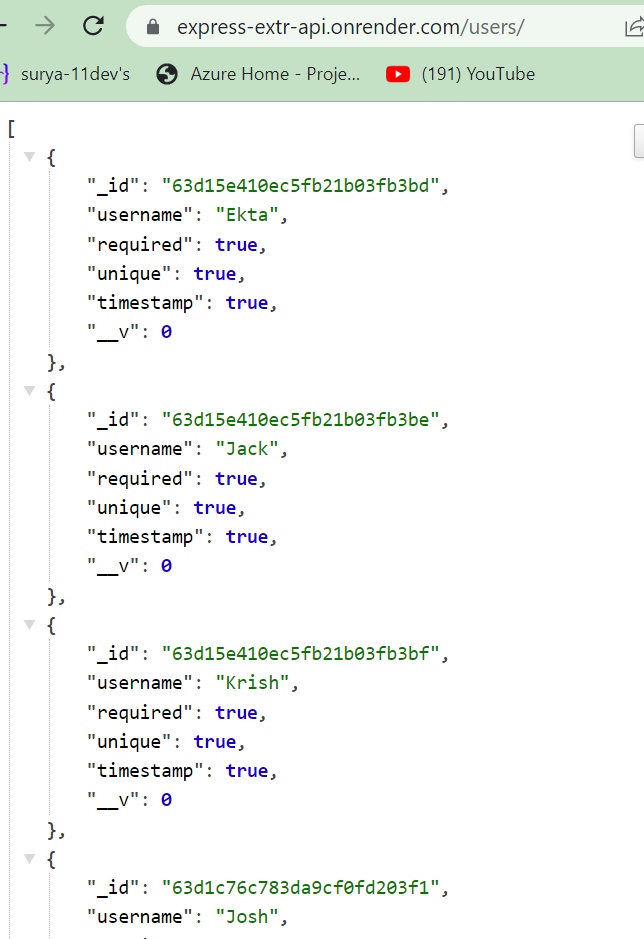 express-extr-api.onrender.com/users/
} surya-11dev's Azure Home - Proje... (191) YouTube
[
{
"_id": "63d15e410ec5fb21b03fb3bd",
"username": "Ekta",
"required": true,
"unique": true,
"timestamp": true,
"__v": 0
},
{
"_id": "63d15e410ec5fb21b03fb3be",
"username": "Jack",
"required": true,
"unique": true,
"timestamp": true,
"__v": 0
},
{
"_id": "63d15e410ec5fb21b03fb3bf",
"username": "Krish",
"required": true,
"unique": true,
"timestamp": true,
"__v": 0
},
{
"_id": "63d1c76c783da9cf0fd203f1",
"username": "Josh",